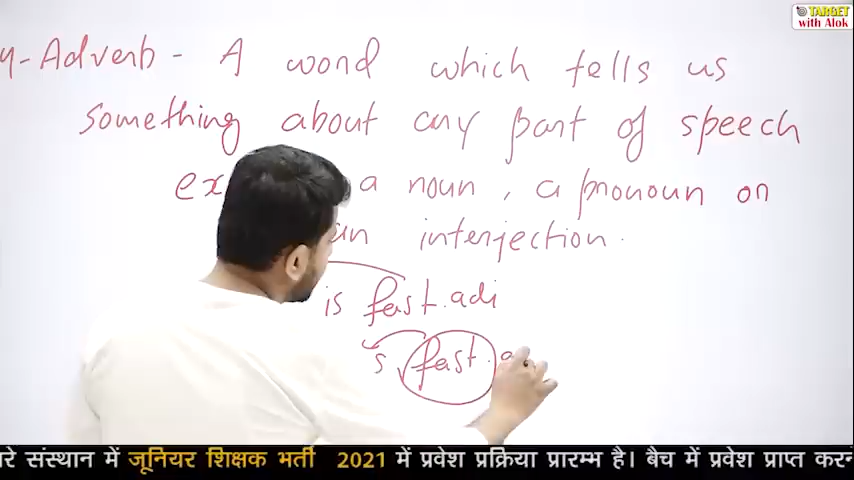 TARGET
with Alok
4-Adverb - A word which tells us
something about any part of speech
a noun, a pronoun or
an interjection.
is fast. adj
fast.
रे संस्थान में जूनियर शिक्षक भर्ती 2021 में प्रवेश प्रक्रिया प्रारम्भ है। बैच में प्रवेश प्राप्त करन